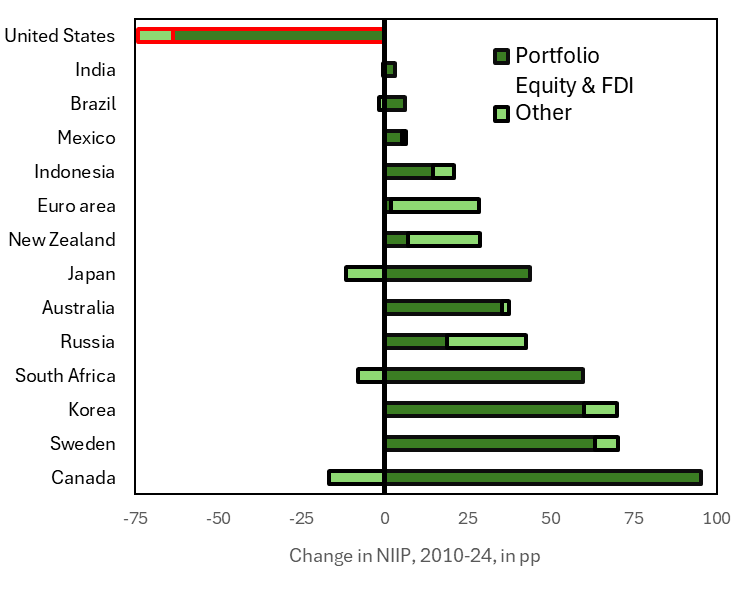 United States
India
Brazil
Mexico
Indonesia
Euro area
New Zealand
Japan
Australia
Russia
South Africa
Korea
Sweden
Canada
Portfolio
Equity & FDI
Other
-75 -50 -25 0 25 50 75 100
Change in NIIP, 2010-24, in pp